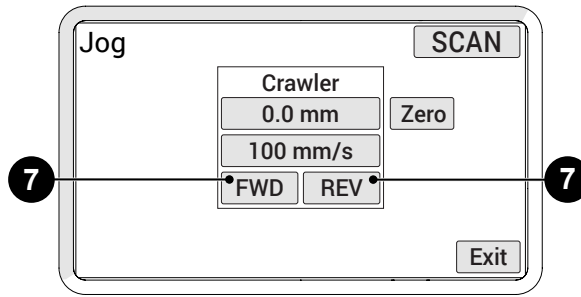 Jog SCAN
Crawler
0.0 mm Zero
100 mm/s
7 FWD REV 7
Exit